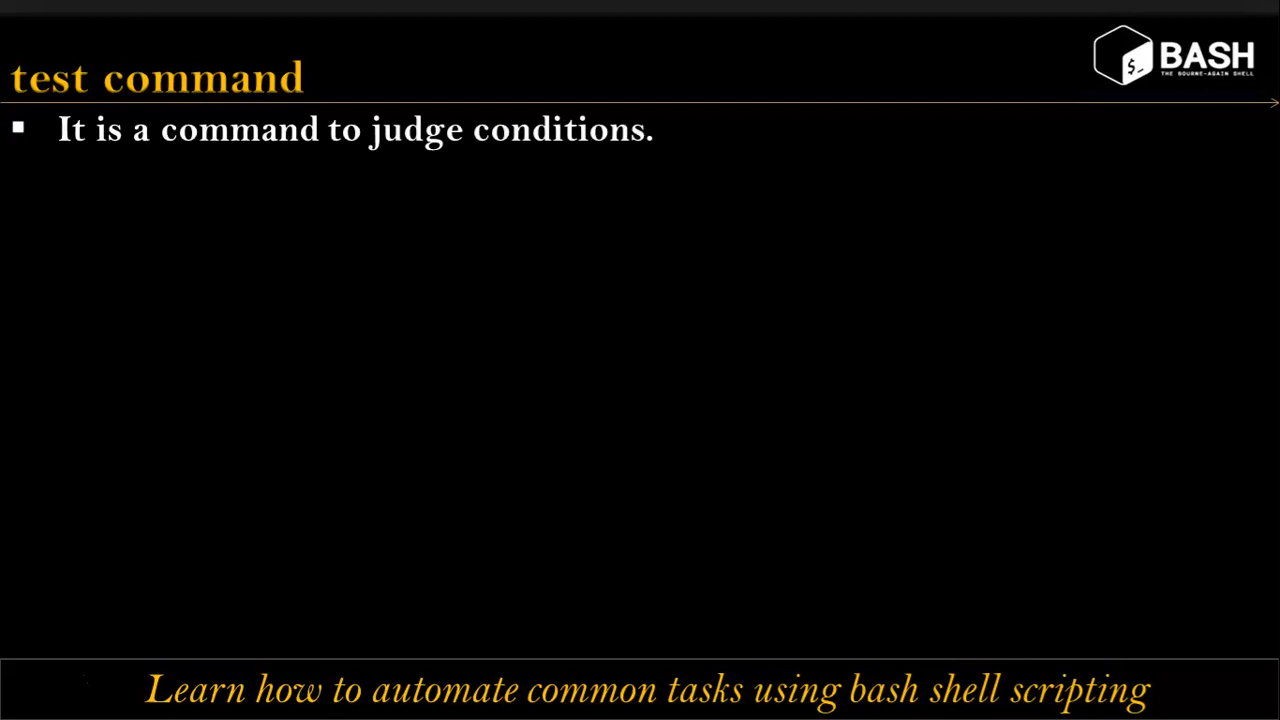 test command
$_ BASH
THE BOURNE-AGAIN SHELL
▪ It is a command to judge conditions.
Learn how to automate common tasks using bash shell scripting